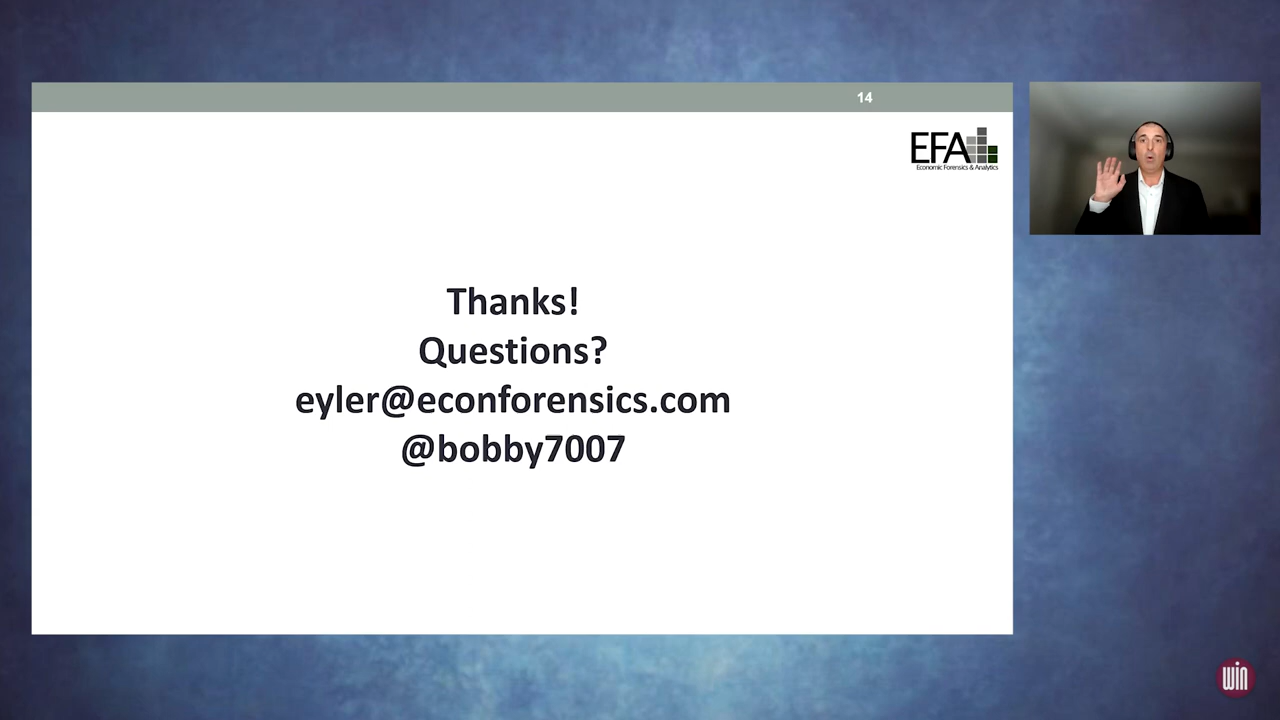 14
EFA
Economic Forensics & Analytics
Thanks!
Questions?
eyler@econforensics.com
@bobby7007
win